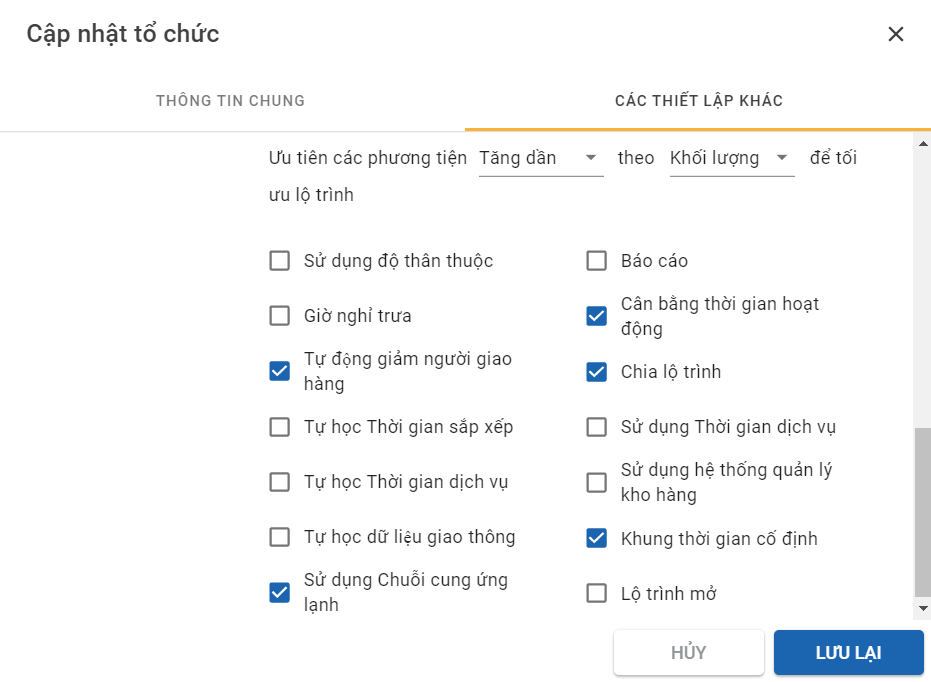 Cập nhật tổ chức
THÔNG TIN CHUNG
CÁC THIẾT LẬP KHÁC
Ưu tiên các phương tiện Tăng dần theo Khối lượng để tối
ưu lộ trình
Sử dụng độ thân thuộc
Báo cáo
Giờ nghỉ trưa
Cân bằng thời gian hoạt
động
Tự động giảm người giao
hàng
Chia lộ trình
Tự học Thời gian sắp xếp
Sử dụng Thời gian dịch vụ
Tự học Thời gian dịch vụ
Sử dụng hệ thống quản lý
kho hàng
Tự học dữ liệu giao thông
Khung thời gian cố định
Sử dụng Chuỗi cung ứng
lạnh
Lộ trình mở
HỦY
LƯU LẠI